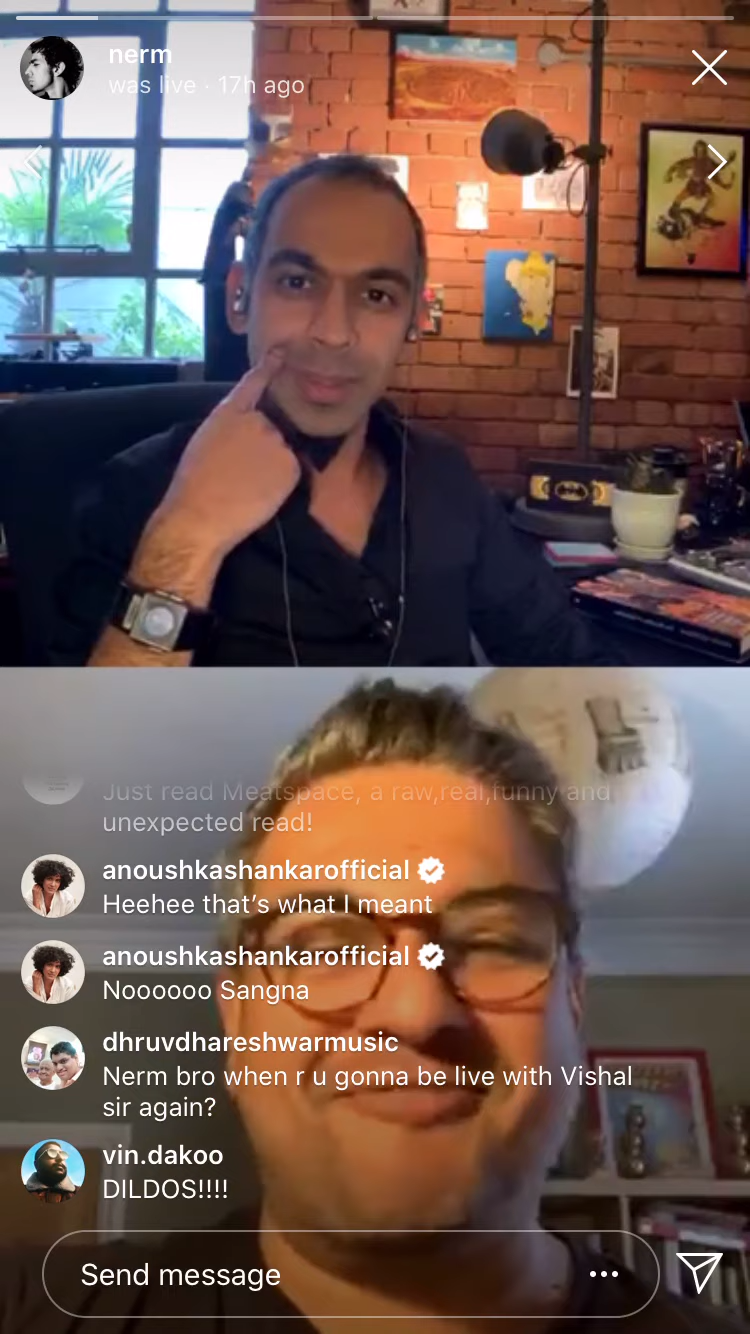 nerm
was live · 17h ago
Just read Meatspace, a raw,real,funny and
unexpected read!
anoushkashankarofficial
Heehee that's what I meant
anoushkashankarofficial
Noooooo Sangna
dhruvdhareshwarmusic
Nerm bro when r u gonna be live with Vishal
sir again?
vin.dakoo
DILDOS!!!!
Send message